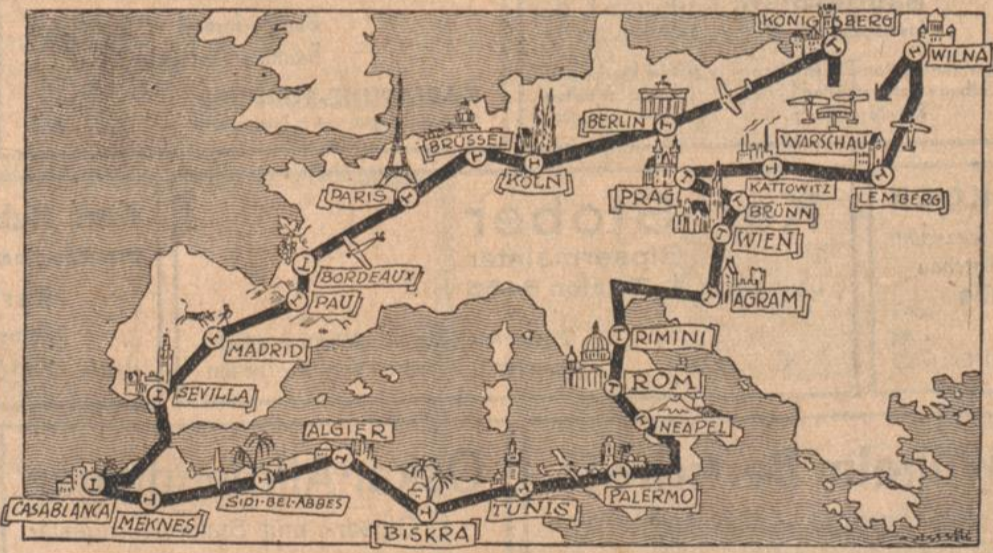 KÖNIGSBERG
WILNA
BERLIN
WARSCHAU
BRÜSSEL
KÖLN
PRAG
KATTOWITZ
LEMBERG
PARIS
BRÜNN
WIEN
BORDEAUX
PAU
AGRAM
MADRID
RIMINI
SEVILLA
ROM
NEAPEL
ALGIER
CASABLANCA
MEKNES
SIDI-BEL-ABBES
BISKRA
TUNIS
PALERMO